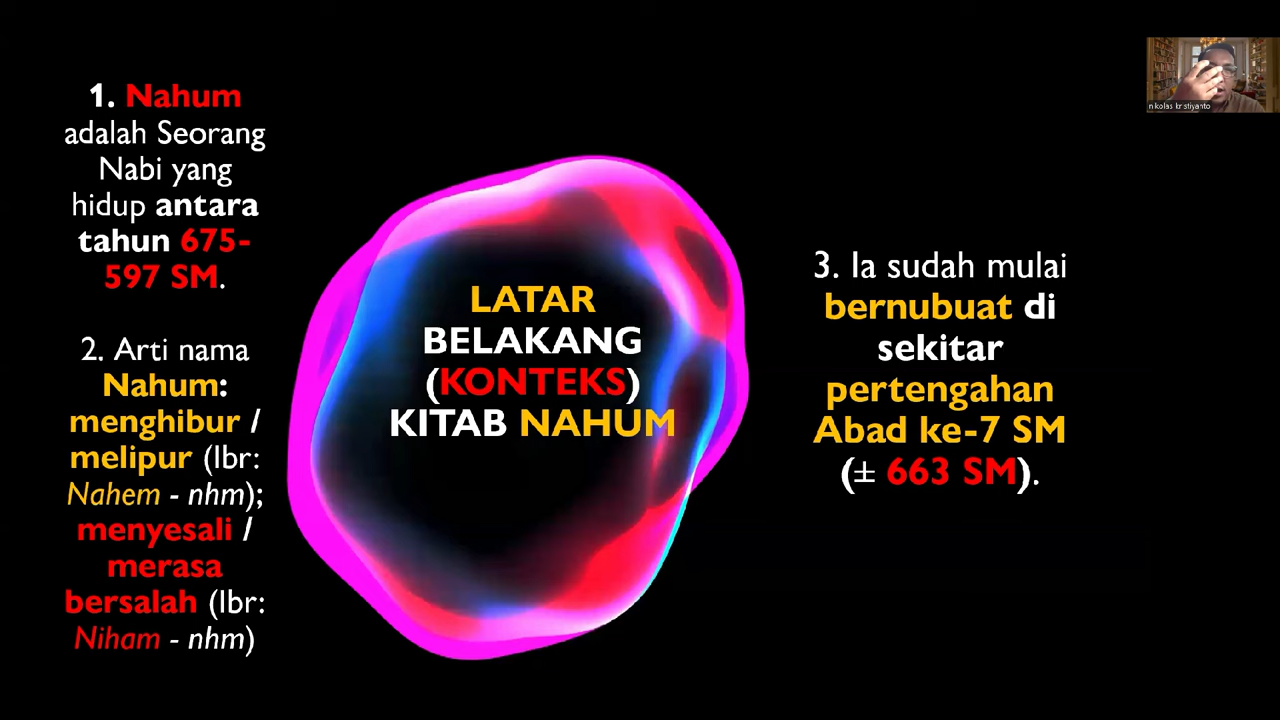 1. Nahum
adalah Seorang
Nabi yang
hidup antara
tahun 675-
597 SM.
2. Arti nama
Nahum:
menghibur /
melipur (Ibr:
Nahem - nhm);
menyesali /
merasa
bersalah (Ibr:
Niham - nhm)
LATAR
BELAKANG
(KONTEKS)
KITAB NAHUM
3. Ia sudah mulai
bernubuat di
sekitar
pertengahan
Abad ke-7 SM
(± 663 SM).
nikolas kristiyanto